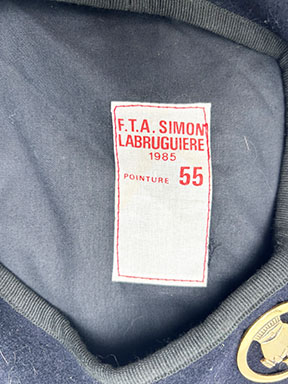 F.T.A. SIMON
LABRUGUIERE
1985
POINTURE 55